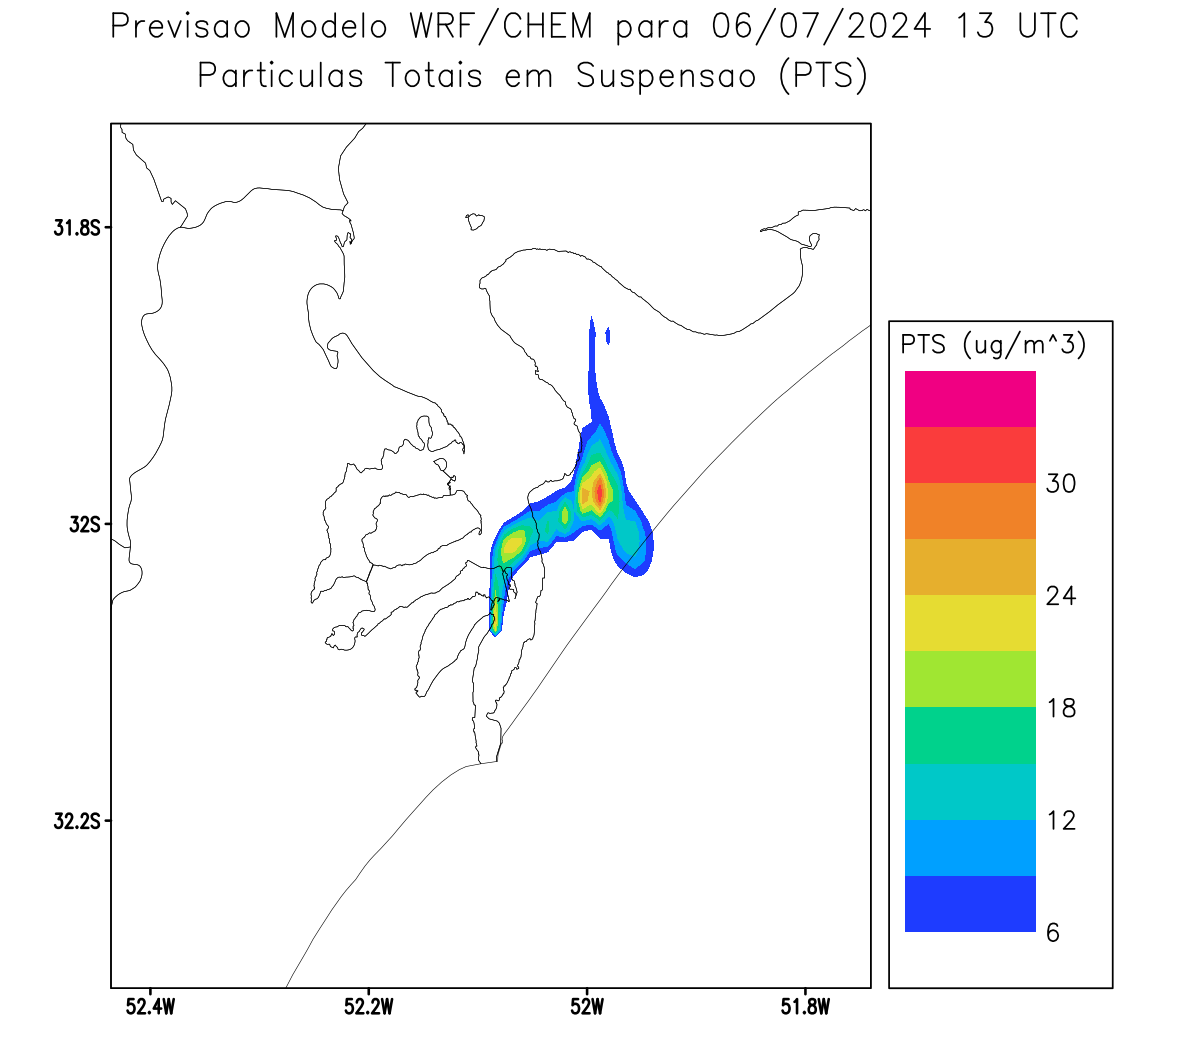 Previsao Modelo WRF/CHEM para 06/07/2024 13 UTC
Particulas Totais em Suspensao (PTS)
31.8S
32S
32.2S
52.4W
52.2W
52W
51.8W
PTS (ug/m^3)
30
24
18
12
6